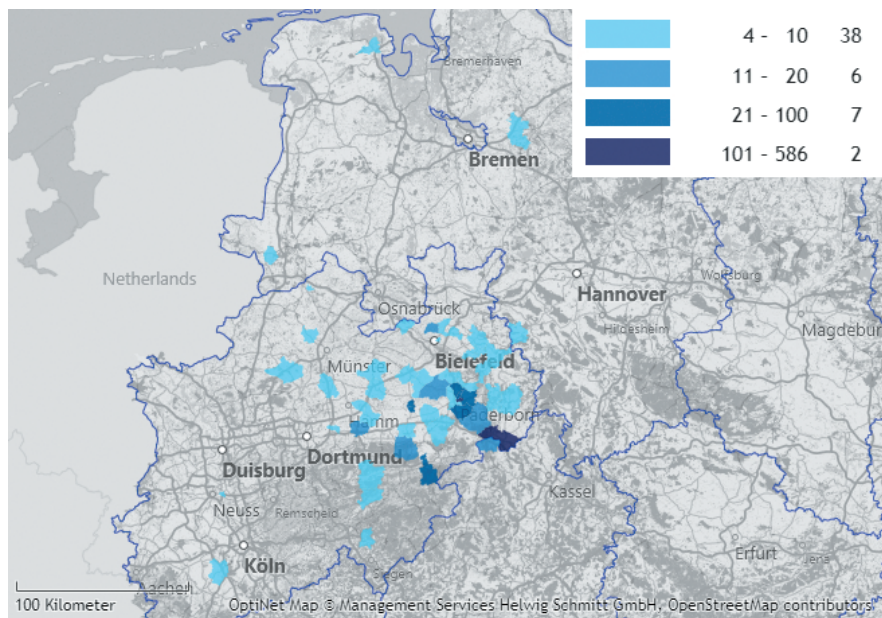 4 - 10 38
11 - 20 6
21 - 100 7
101 - 586 2
Bremerhaven
Bremen
Netherlands
Wolfsburg
Hannover
Osnabrück
Hildesheim
Magdebur
Bielefeld
Münster
Paderborn
Hamm
Dortmund
Duisburg
Kassel
Neuss
Remscheid
Erfurt
Jena
Köln
Siegen
Aachen
100 Kilometer
OptiNet Map © Management Services Helwig Schmitt GmbH, OpenStreetMap contributors